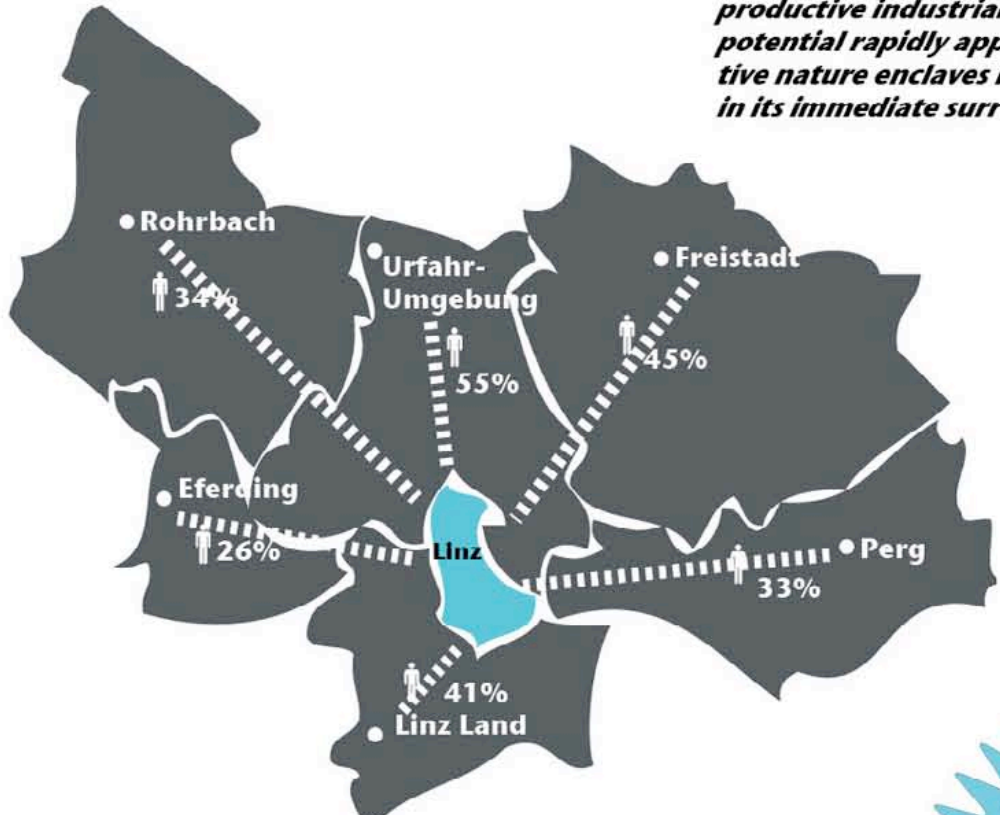 productive industrial
potential rapidly app
tive nature enclaves
in its immediate surr
Rohrbach
34%
Urfahr-
Umgebung
55%
Freistadt
45%
Eferding
26%
Linz
Perg
33%
41%
Linz Land